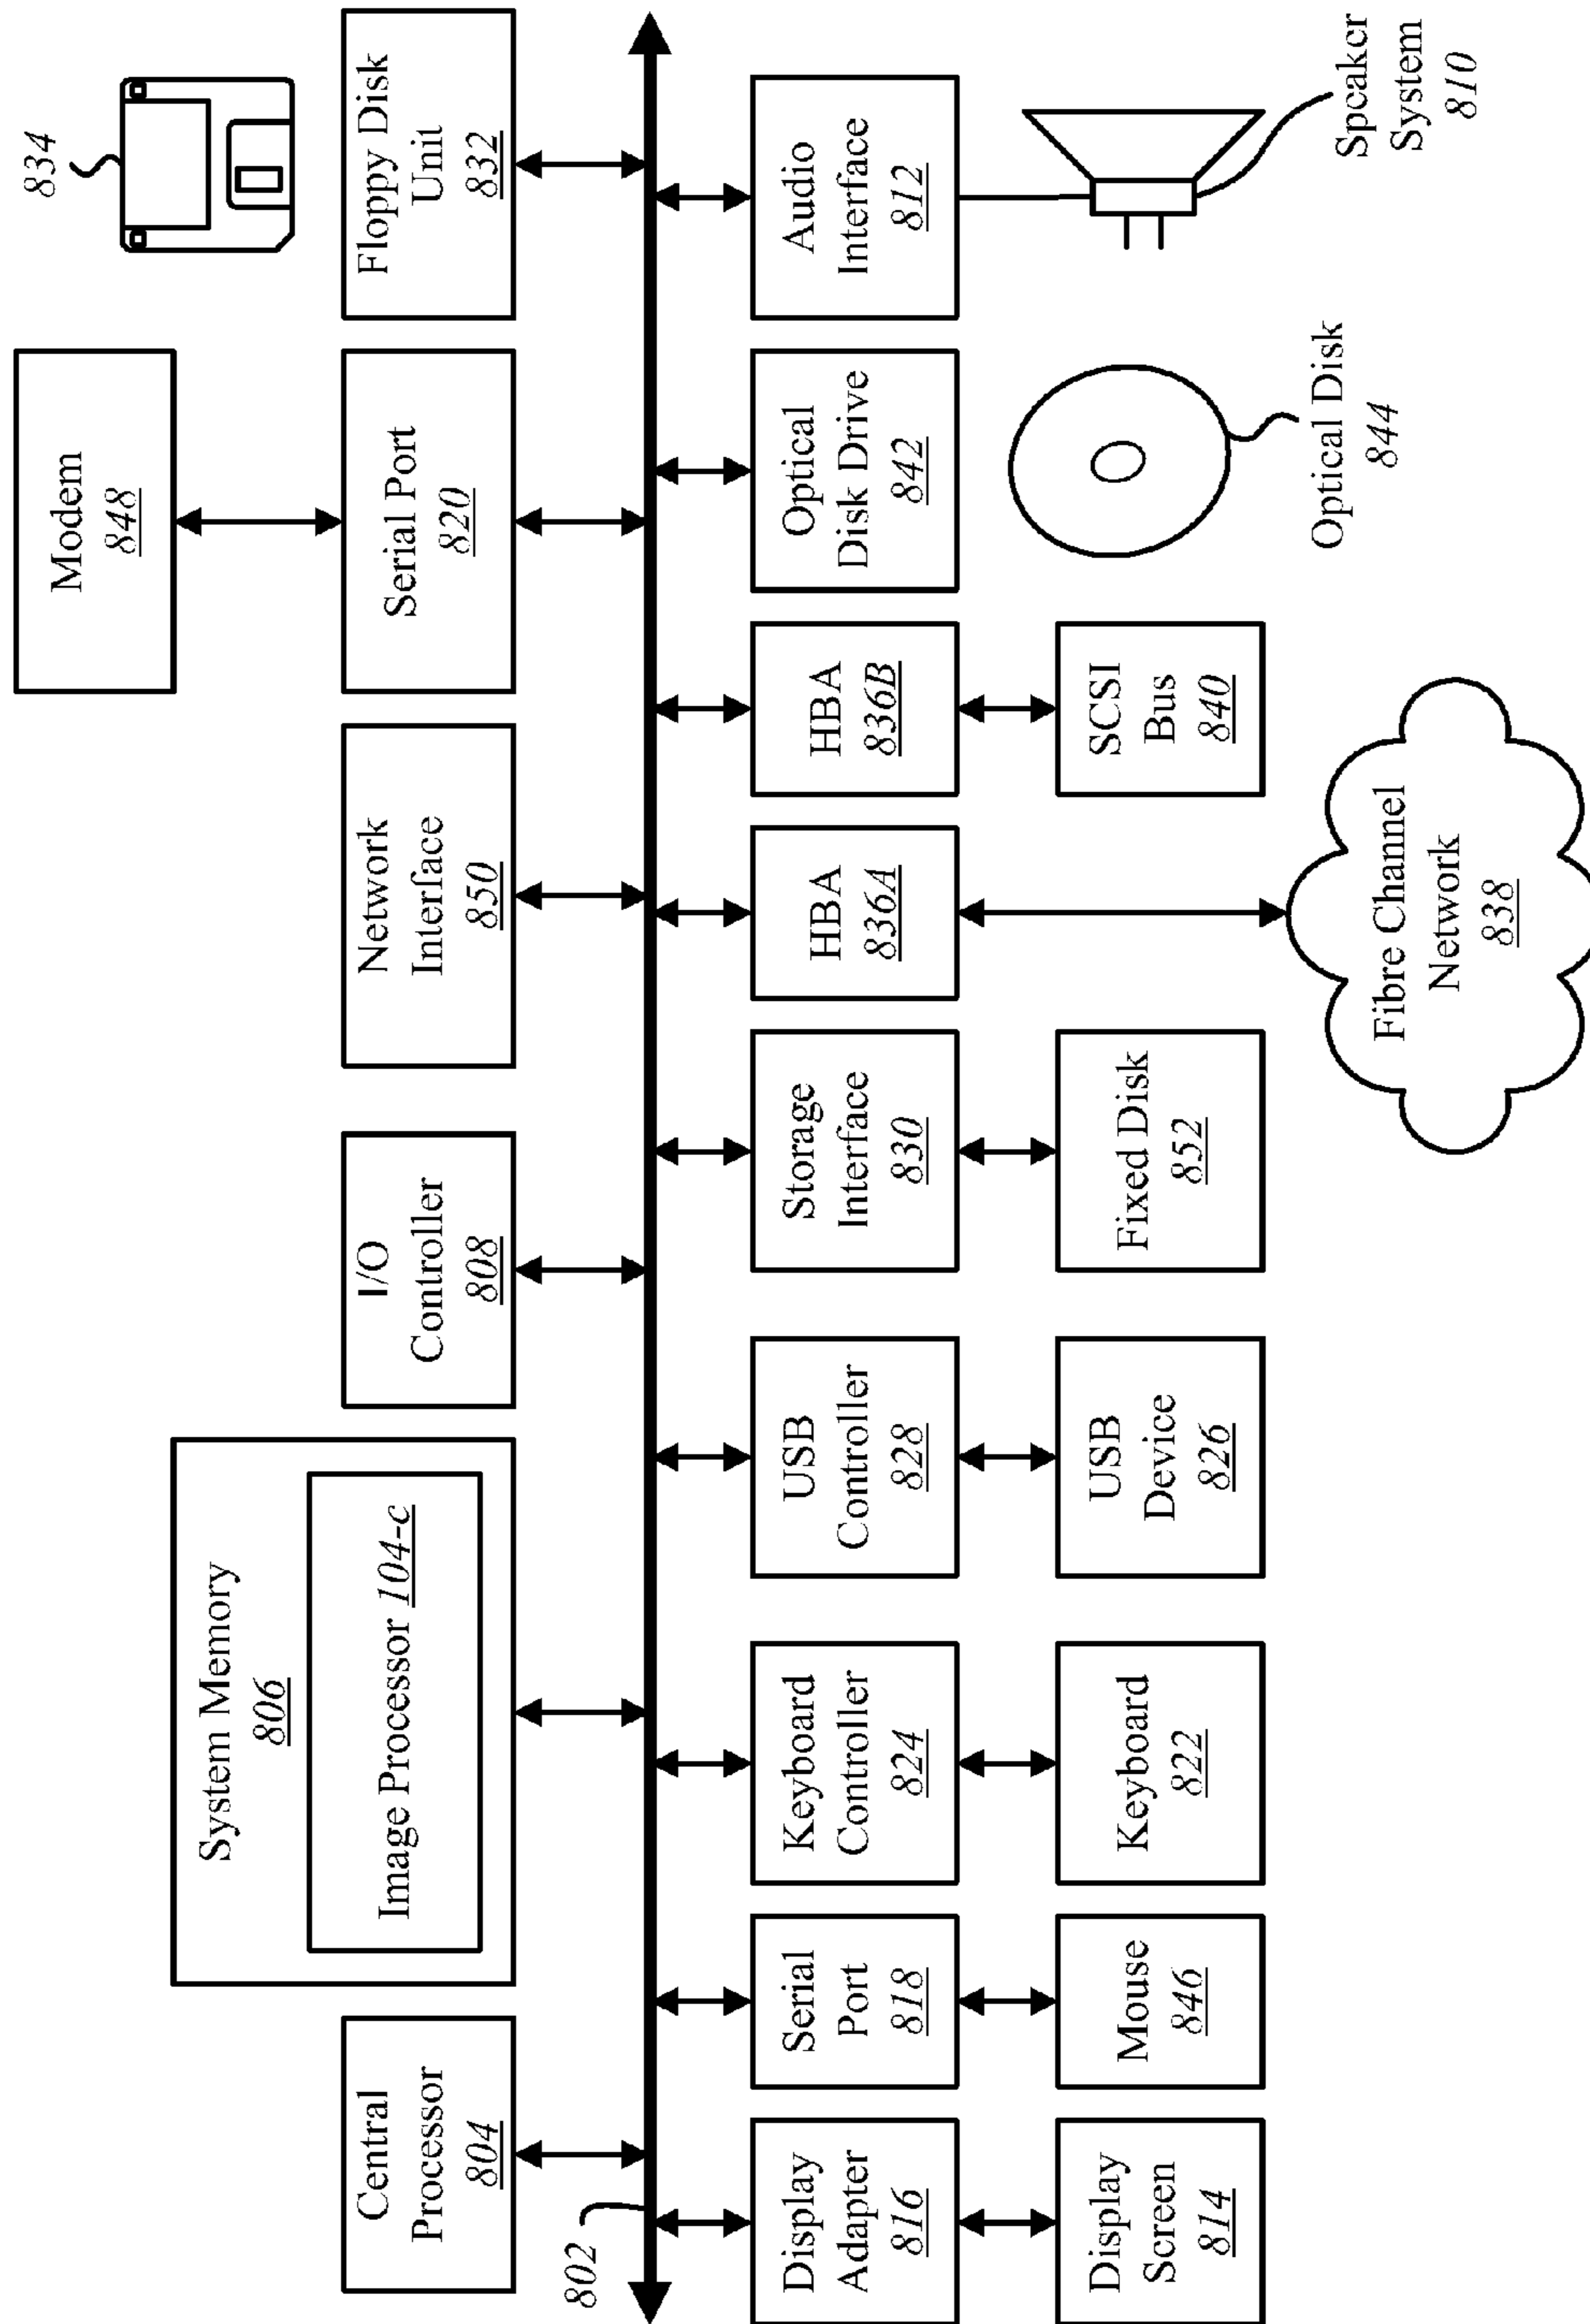 834
Modem
848
Central
Processor
804
System Memory
806
Image Processor 104-c
I/O
Controller
808
Network
Interface
850
Serial Port
820
Floppy Disk
Unit
832
802
Display
Adapter
816
Serial
Port
818
Keyboard
Controller
824
USB
Controller
828
Storage
Interface
830
HBA
836A
HBA
836B
Optical
Disk Drive
842
Audio
Interface
812
Display
Screen
814
Mouse
846
Keyboard
822
USB
Device
826
Fixed Disk
852
SCSI
Bus
840
Optical Disk
844
Speaker
System
810
Fibre Channel
Network
838